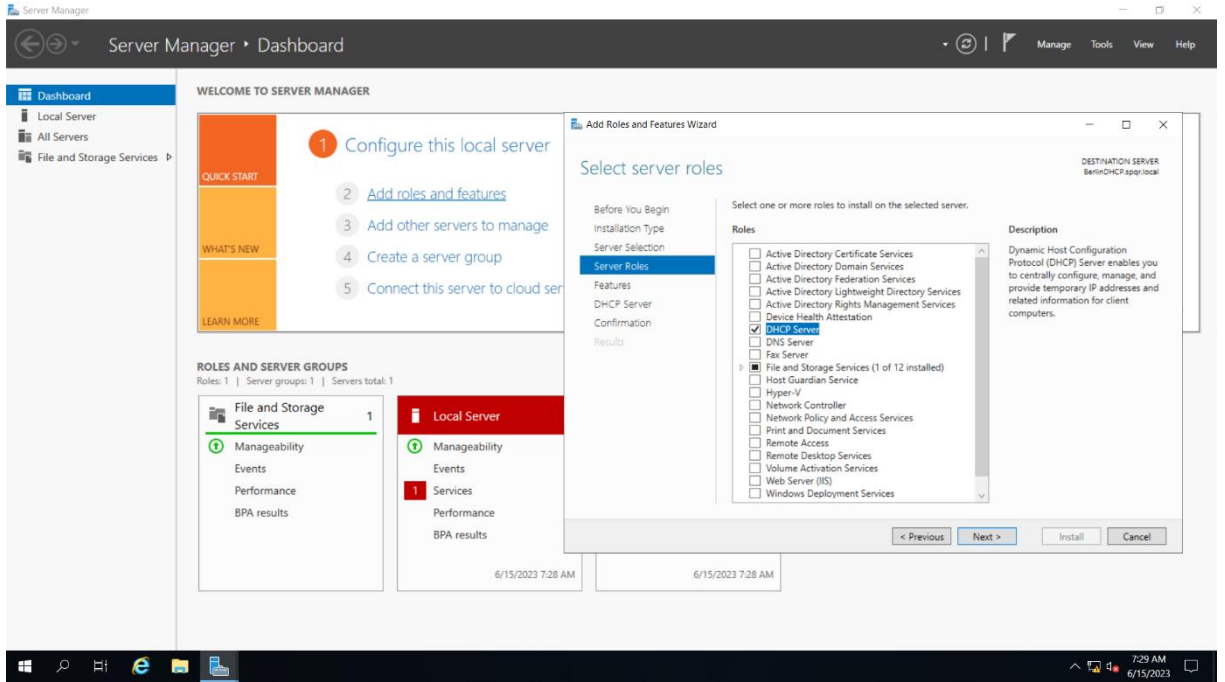 Server Manager
Server Manager • Dashboard
Manage Tools View Help
Dashboard
Local Server
All Servers
File and Storage Services
WELCOME TO SERVER MANAGER
QUICK START
WHAT'S NEW
LEARN MORE
1 Configure this local server
2 Add roles and features
3 Add other servers to manage
4 Create a server group
5 Connect this server to cloud ser
ROLES AND SERVER GROUPS
Roles: 1 | Server groups: 1 | Servers total: 1
File and Storage
Services
1
Manageability
Events
Performance
BPA results
Local Server
Manageability
Events
1 Services
Performance
BPA results
6/15/2023 7:28 AM
6/15/2023 7:28 AM
Add Roles and Features Wizard
Select server roles
DESTINATION SERVER
BerlinDHCP.spqr.local
Before You Begin
Installation Type
Server Selection
Server Roles
Features
DHCP Server
Confirmation
Results
Select one or more roles to install on the selected server.
Roles
Active Directory Certificate Services
Active Directory Domain Services
Active Directory Federation Services
Active Directory Lightweight Directory Services
Active Directory Rights Management Services
Device Health Attestation
DHCP Server
DNS Server
Fax Server
File and Storage Services (1 of 12 installed)
Host Guardian Service
Hyper-V
Network Controller
Network Policy and Access Services
Print and Document Services
Remote Access
Remote Desktop Services
Volume Activation Services
Web Server (IIS)
Windows Deployment Services
Description
Dynamic Host Configuration
Protocol (DHCP) Server enables you
to centrally configure, manage, and
provide temporary IP addresses and
related information for client
computers.
< Previous Next > Install Cancel
7:29 AM
6/15/2023